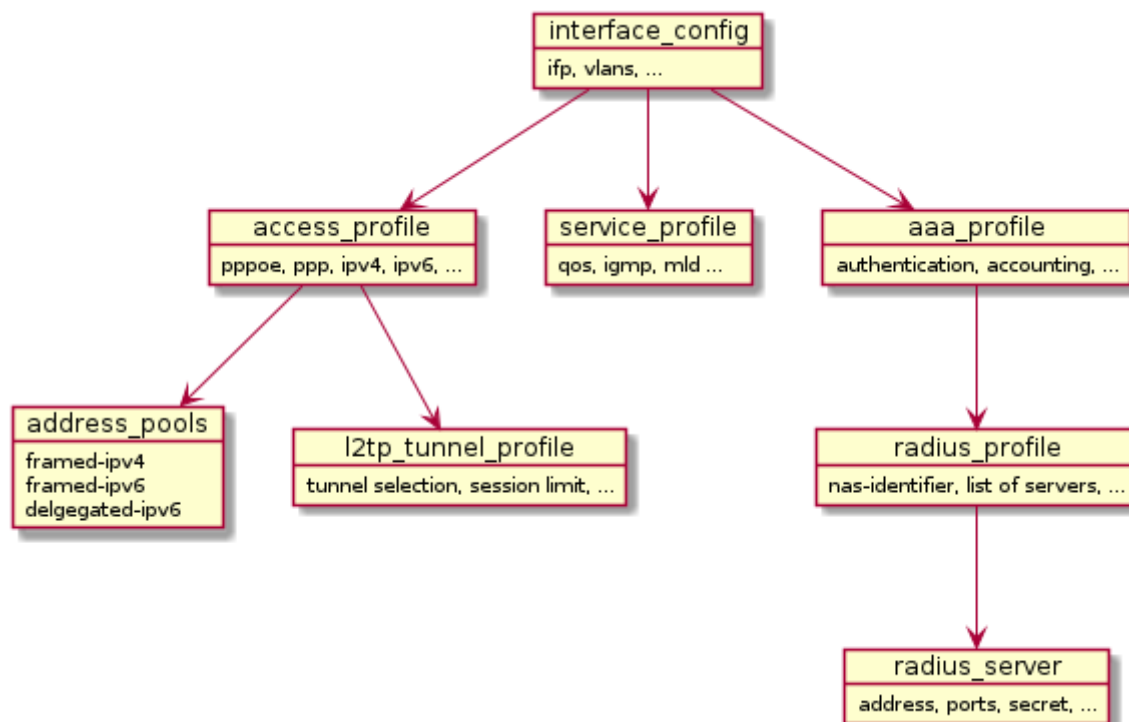 interface_config
ifp, vlans, ...
access_profile
pppoe, ppp, ipv4, ipv6, ...
service_profile
qos, igmp, mld ...
aaa_profile
authentication, accounting, ...
address_pools
framed-ipv4
framed-ipv6
delgegated-ipv6
l2tp_tunnel_profile
tunnel selection, session limit, ...
radius_profile
nas-identifier, list of servers, ...
radius_server
address, ports, secret, ...